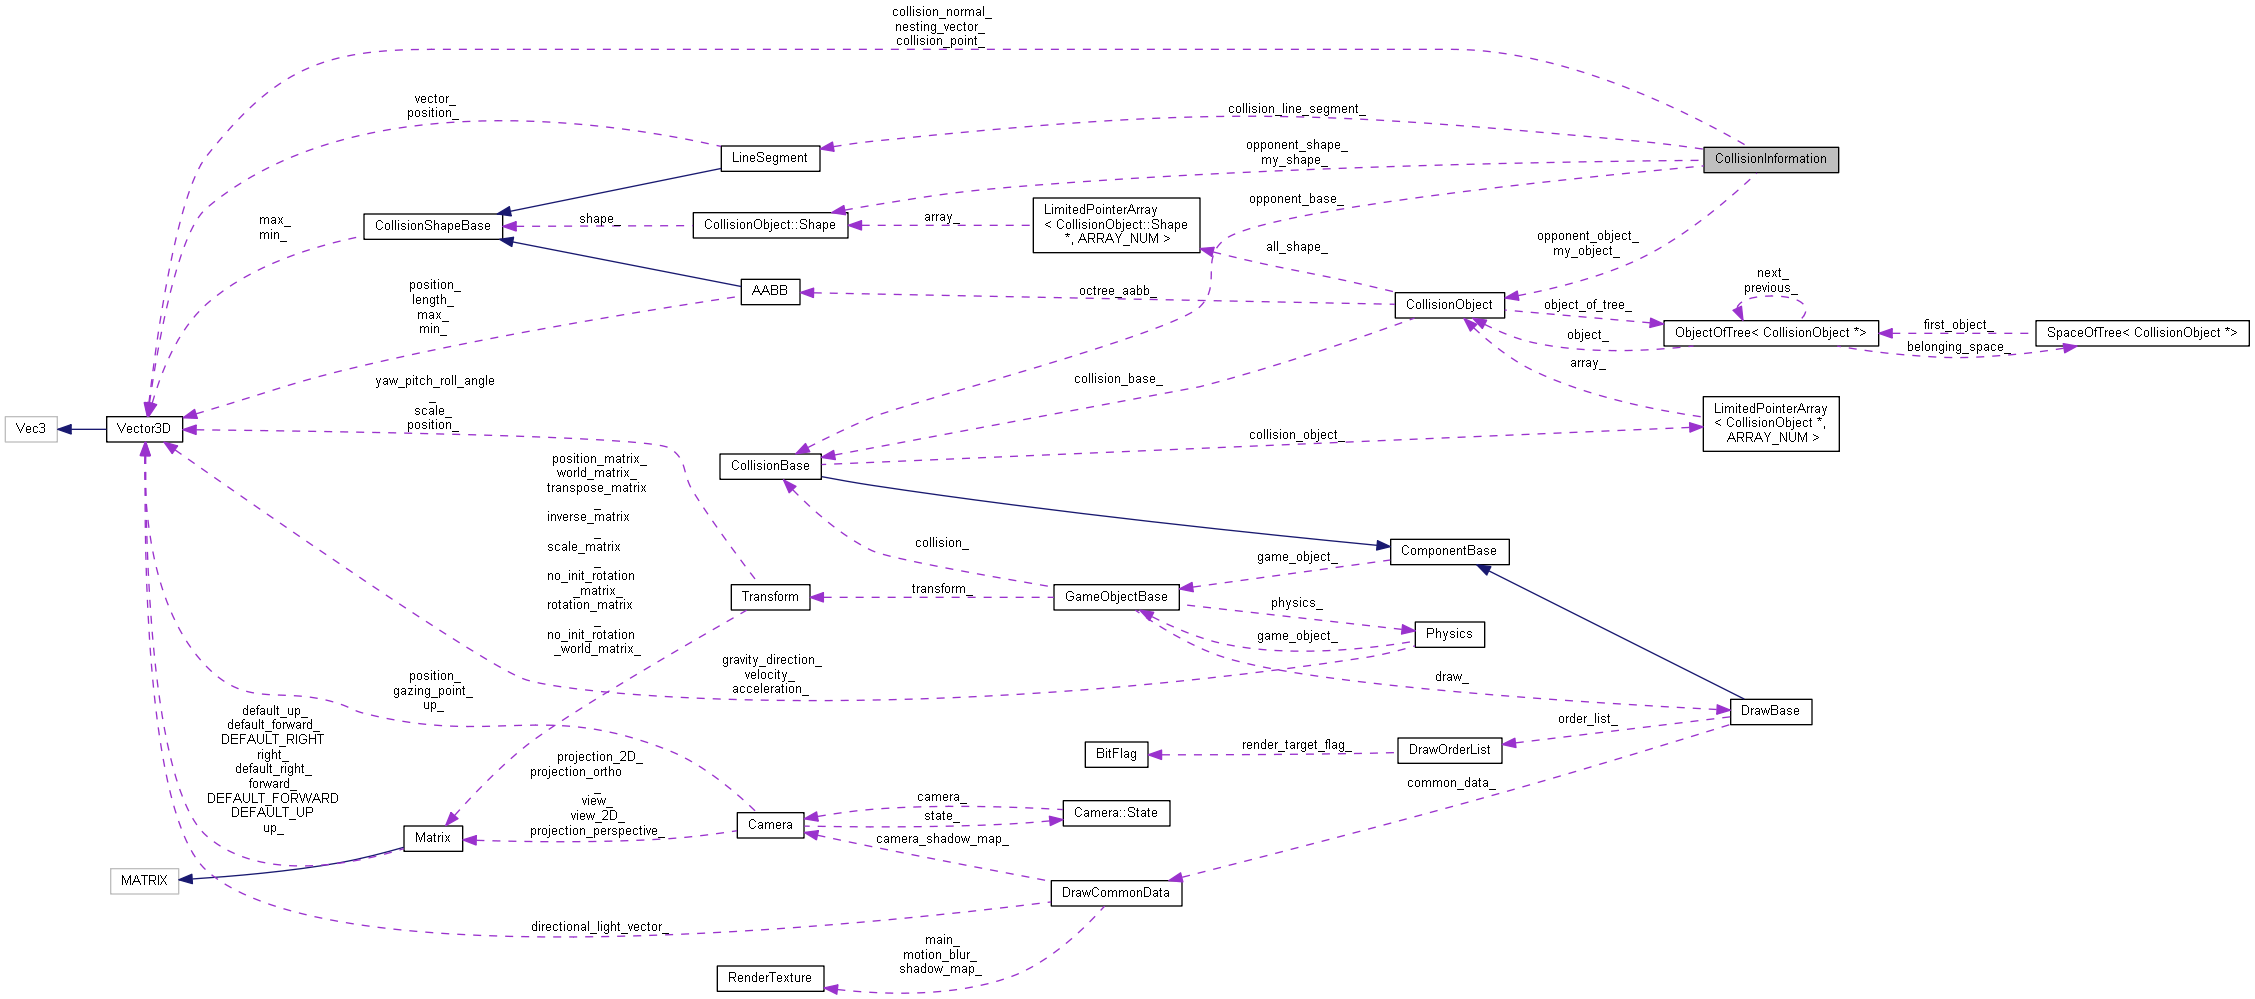 collision_normal_
nesting_vector_
collision_point_
vector_
position_
collision_line_segment_
LineSegment
opponent_shape_
my_shape_
CollisionInformation
opponent_base_
max_
min_
CollisionShapeBase
shape_
CollisionObject::Shape
array_
LimitedPointerArray
< CollisionObject::Shape
*, ARRAY_NUM >
all_shape_
opponent_object_
my_object_
position_
length_
max_
min_
AABB
octree_aabb_
CollisionObject
object_of_tree_
next_
previous_
ObjectOfTree< CollisionObject *>
object_
first_object_
belonging_space_
SpaceOfTree< CollisionObject *>
array_
yaw_pitch_roll_angle
_
scale_
position_
collision_base_
LimitedPointerArray
< CollisionObject *,
ARRAY_NUM >
Vec3
Vector3D
collision_object_
CollisionBase
position_matrix_
world_matrix_
transpose_matrix
_
inverse_matrix
_
scale_matrix
_
no_init_rotation
_matrix_
rotation_matrix
_
no_init_rotation
_world_matrix_
collision_
game_object_
ComponentBase
Transform
transform_
GameObjectBase
physics_
game_object_
Physics
gravity_direction_
velocity_
acceleration_
draw_
DrawBase
position_
gazing_point_
up_
default_up_
default_forward_
DEFAULT_RIGHT
right_
default_right_
forward_
DEFAULT_FORWARD
DEFAULT_UP
up_
order_list_
BitFlag
render_target_flag_
DrawOrderList
common_data_
projection_2D_
projection_ortho
_
view_
view_2D_
projection_perspective_
Matrix
MATRIX
Camera
camera_
state_
Camera::State
camera_shadow_map_
DrawCommonData
directional_light_vector_
main_
motion_blur_
shadow_map_
RenderTexture